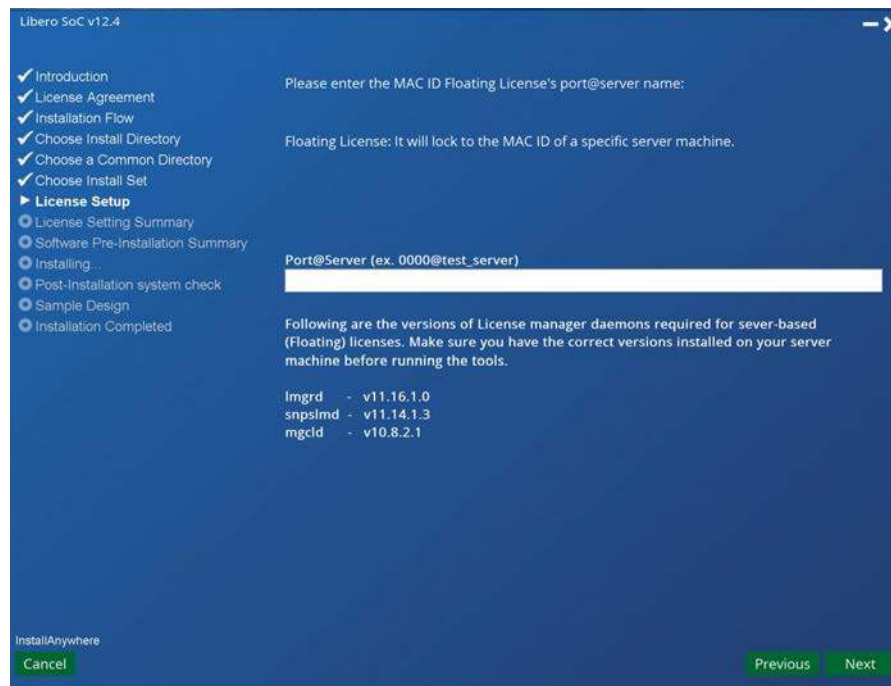 Libero SoC v12.4
Introduction
License Agreement
Installation Flow
Choose Install Directory
Choose a Common Directory
Choose Install Set
License Setup
License Setting Summary
Software Pre-Installation Summary
Installing...
Post-Installation system check
Sample Design
Installation Completed
Please enter the MAC ID Floating License's port@server name:
Floating License: It will lock to the MAC ID of a specific server machine.
Port@Server (ex. 0000@test_server)
Following are the versions of License manager daemons required for sever-based
(Floating) licenses. Make sure you have the correct versions installed on your server
machine before running the tools.
lmgrd - v11.16.1.0
snpslmd - v11.14.1.3
mgcld - v10.8.2.1
InstallAnywhere
Cancel
Previous
Next